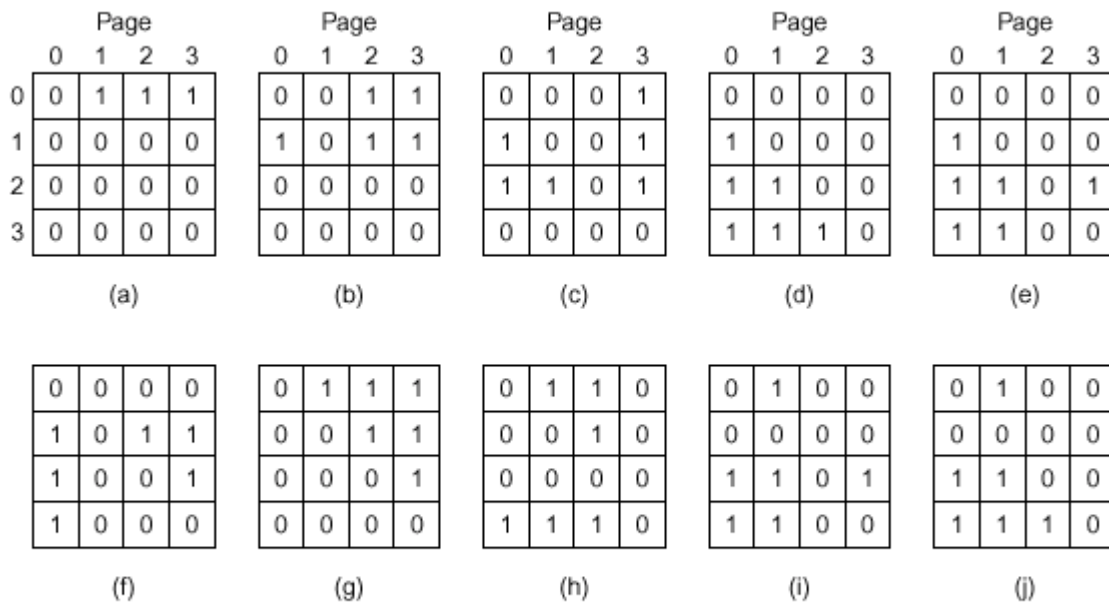 Page Page Page Page Page
0 1 2 3 0 1 2 3 0 1 2 3 0 1 2 3 0 1 2 3
0 0 1 1 1 0 0 1 1 0 0 0 1 0 0 0 0 0 0 0 0
1 0 0 0 0 1 0 1 1 1 0 0 1 1 0 0 0 1 0 0 0
2 0 0 0 0 0 0 0 0 1 1 0 1 1 1 0 0 1 1 0 1
3 0 0 0 0 0 0 0 0 0 0 0 0 1 1 1 0 1 1 0 0
(a) (b) (c) (d) (e)
0 0 0 0 0 1 1 1 0 1 1 0 0 1 0 0 0 1 0 0
1 0 1 1 0 0 1 1 0 0 1 0 0 0 0 0 0 0 0 0
1 0 0 1 0 0 0 1 0 0 0 0 1 1 0 1 1 1 0 0
1 0 0 0 0 0 0 0 1 1 1 0 1 1 0 0 1 1 1 0
(f) (g) (h) (i) (j)